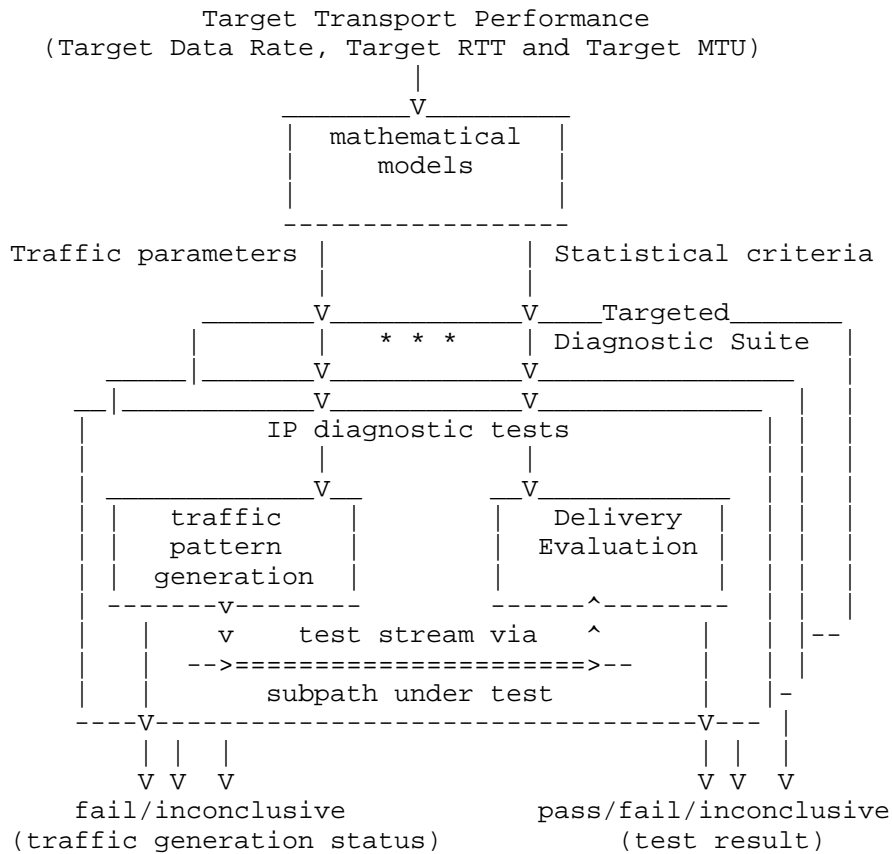 Target Transport Performance
(Target Data Rate, Target RTT and Target MTU)
mathematical
models
Traffic parameters
Statistical criteria
Targeted
* * *
Diagnostic Suite
IP diagnostic tests
traffic
pattern
generation
Delivery
Evaluation
test stream via
subpath under test
fail/inconclusive
(traffic generation status)
pass/fail/inconclusive
(test result)